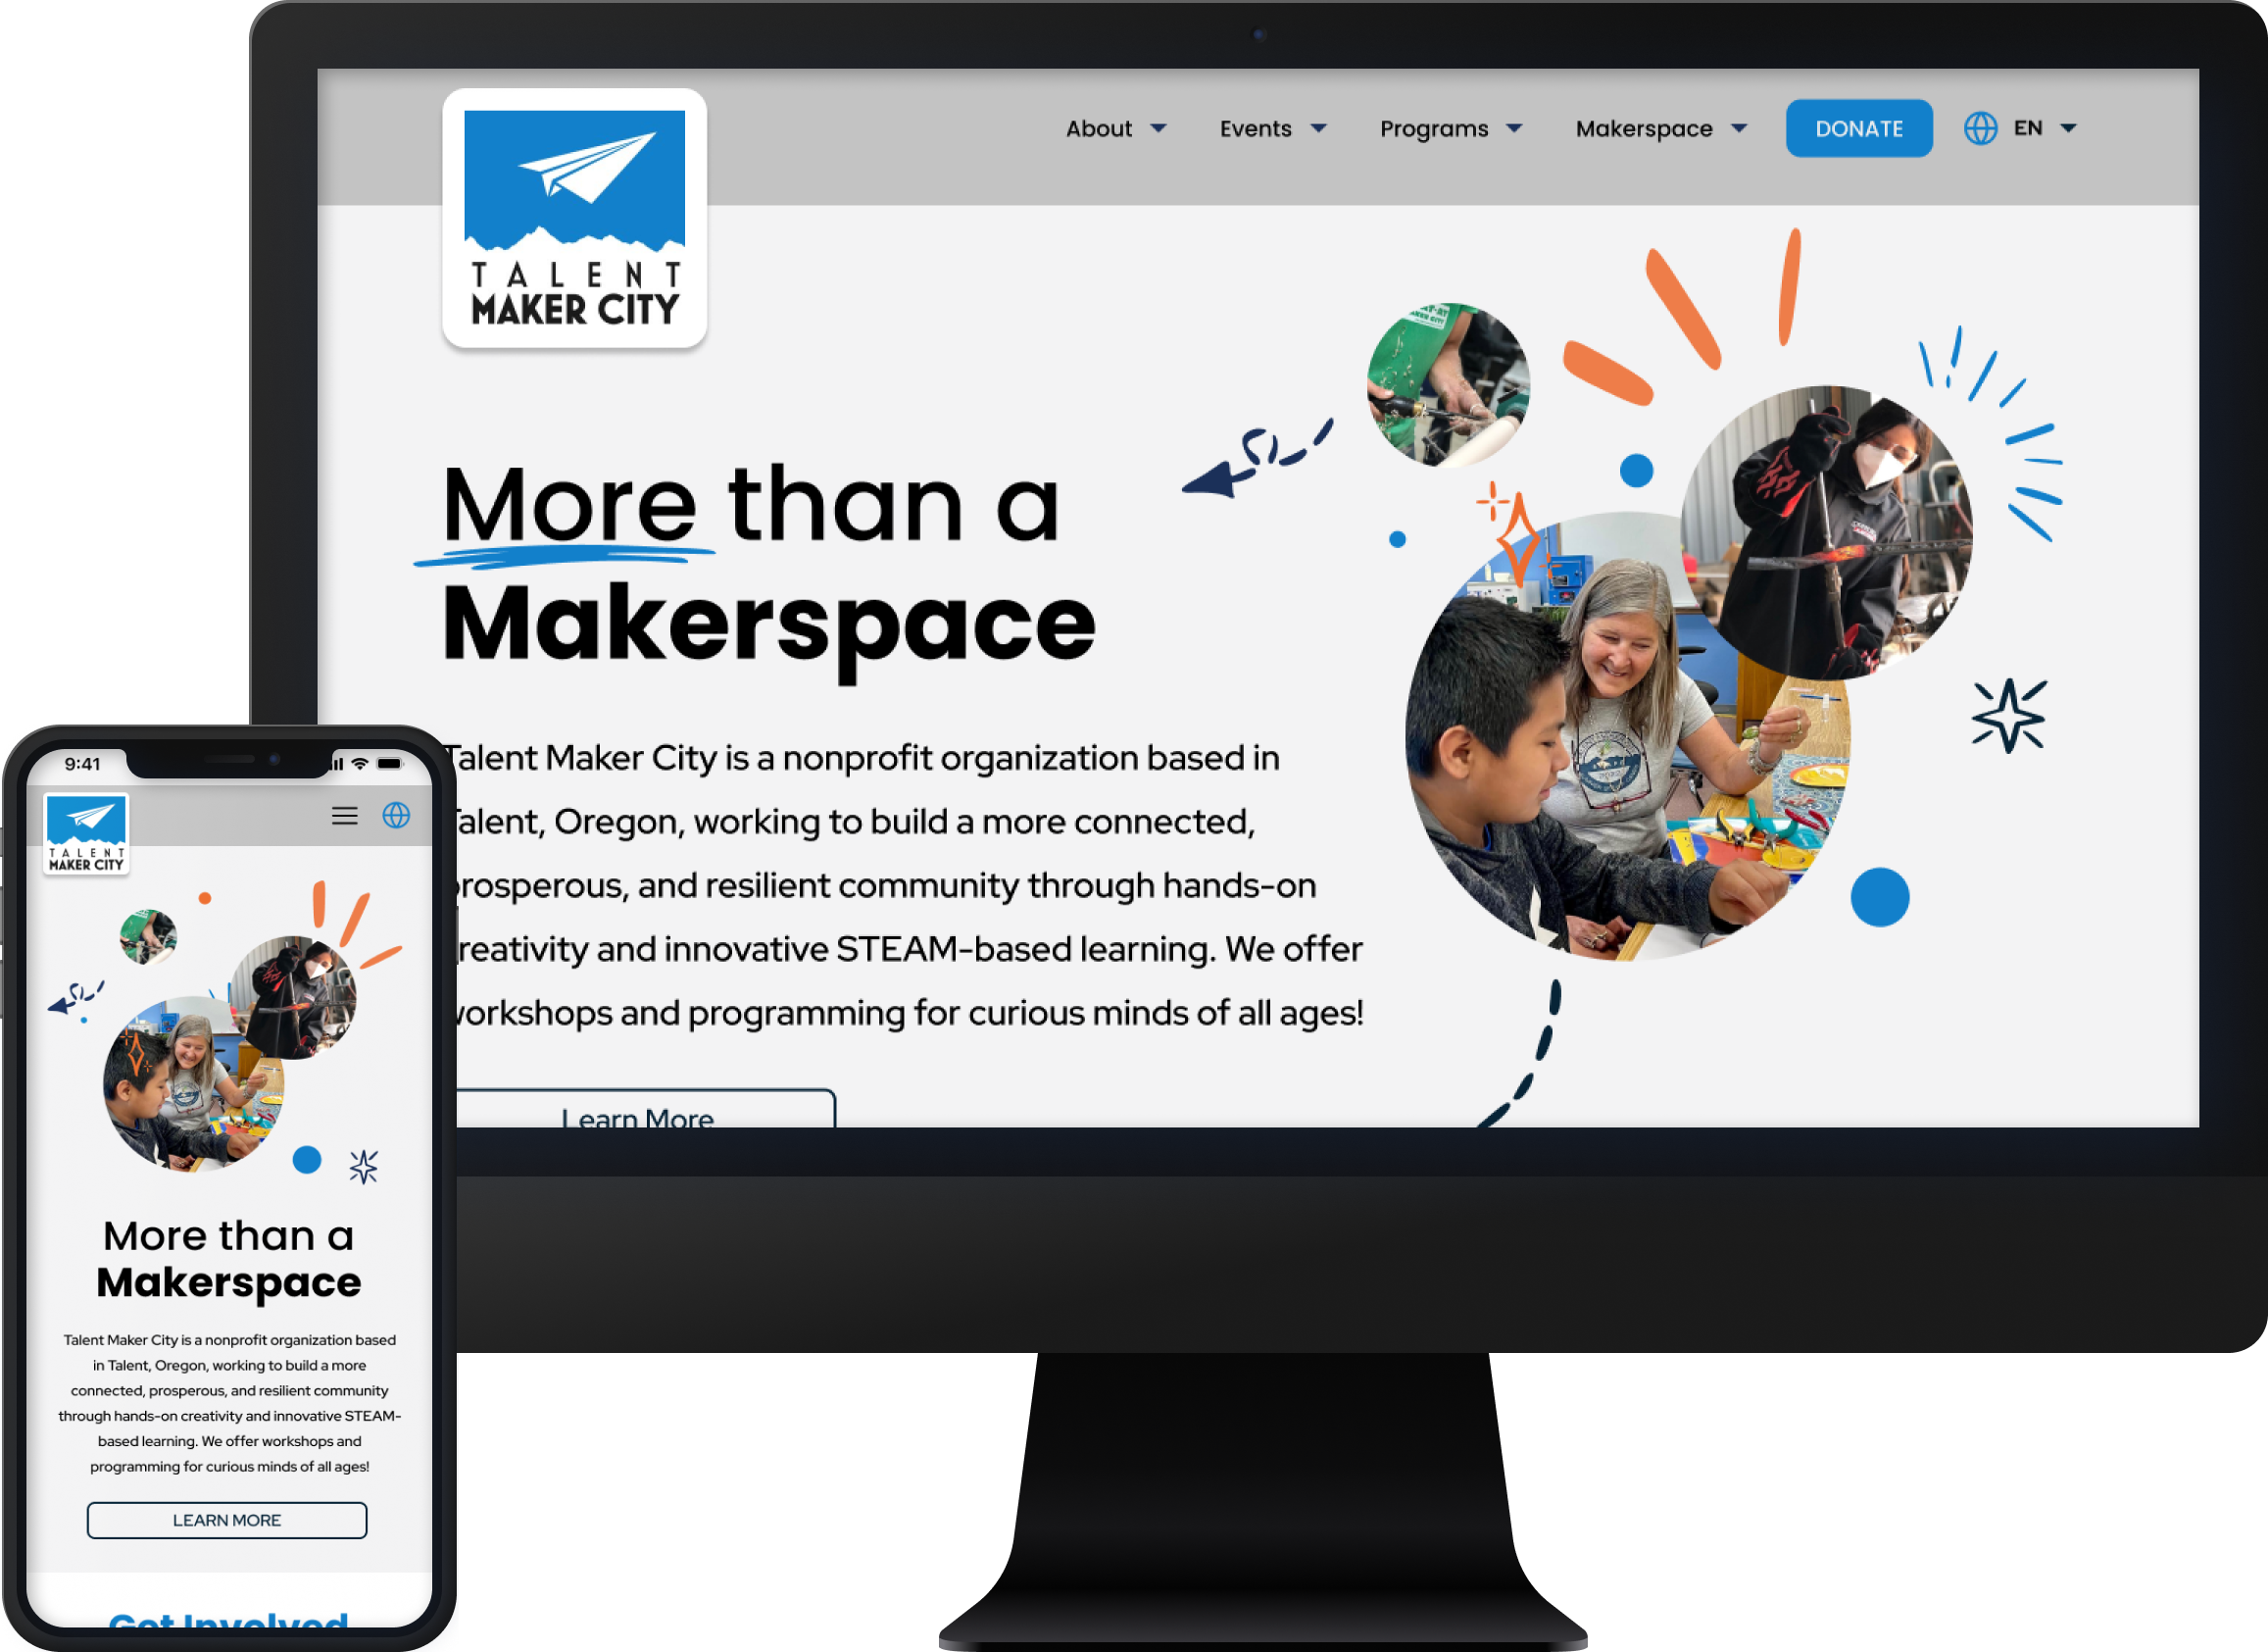 About
Events
Programs
Makerspace
DONATE
EN
TALENT
MAKER CITY
More than a
Makerspace
Talent Maker City is a nonprofit organization based in
Talent, Oregon, working to build a more connected,
prosperous, and resilient community through hands-on
creativity and innovative STEAM-based learning. We offer
workshops and programming for curious minds of all ages!
Learn More
9:41
TALENT
MAKER CITY
More than a
Makerspace
Talent Maker City is a nonprofit organization based
in Talent, Oregon, working to build a more
connected, prosperous, and resilient community
through hands-on creativity and innovative STEAM-
based learning. We offer workshops and
programming for curious minds of all ages!
LEARN MORE
Get Involved